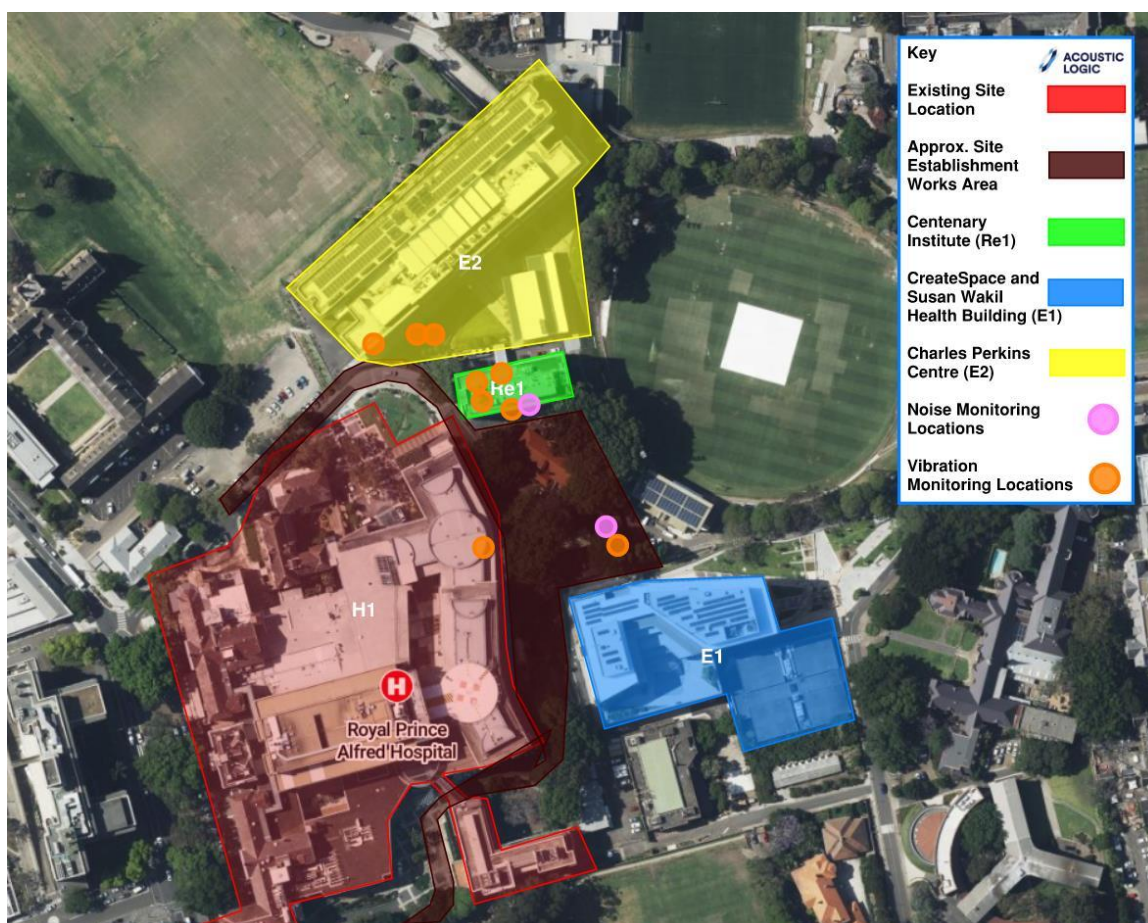 Key
ACOUSTIC
LOGIC
Existing Site
Location
Approx. Site
Establishment
Works Area
Centenary
Institute (Re1)
CreateSpace and
Susan Wakil
Health Building (E1)
Charles Perkins
Centre (E2)
Noise Monitoring
Locations
Vibration
Monitoring Locations
E2
Re1
H1
E1
H
Royal Prince
Alfred Hospital